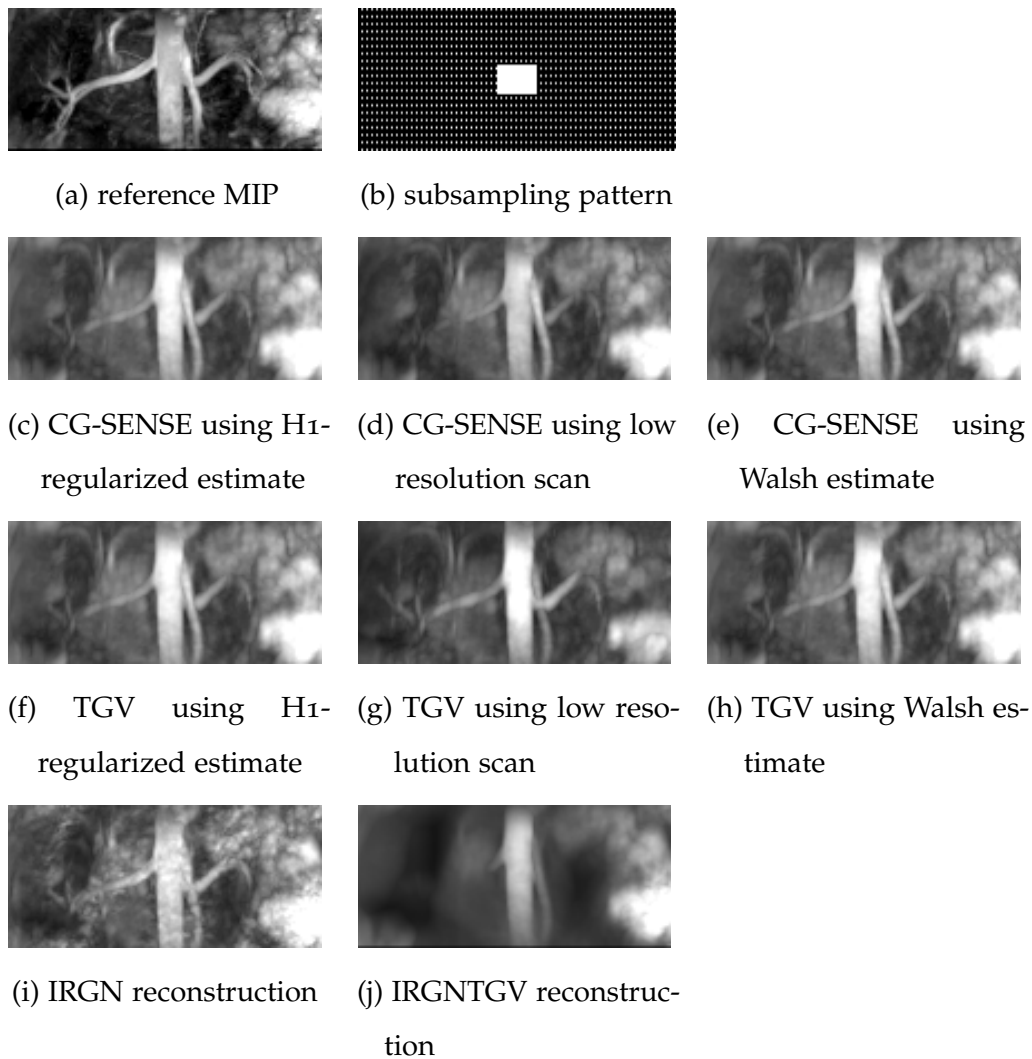 (a) reference MIP
(b) subsampling pattern
(c) CG-SENSE using H1-
regularized estimate
(d) CG-SENSE using low
resolution scan
(e) CG-SENSE using
Walsh estimate
(f) TGV using H1-
regularized estimate
(g) TGV using low reso-
lution scan
(h) TGV using Walsh es-
timate
(i) IRGN reconstruction
(j) IRGNTGV reconstruc-
tion